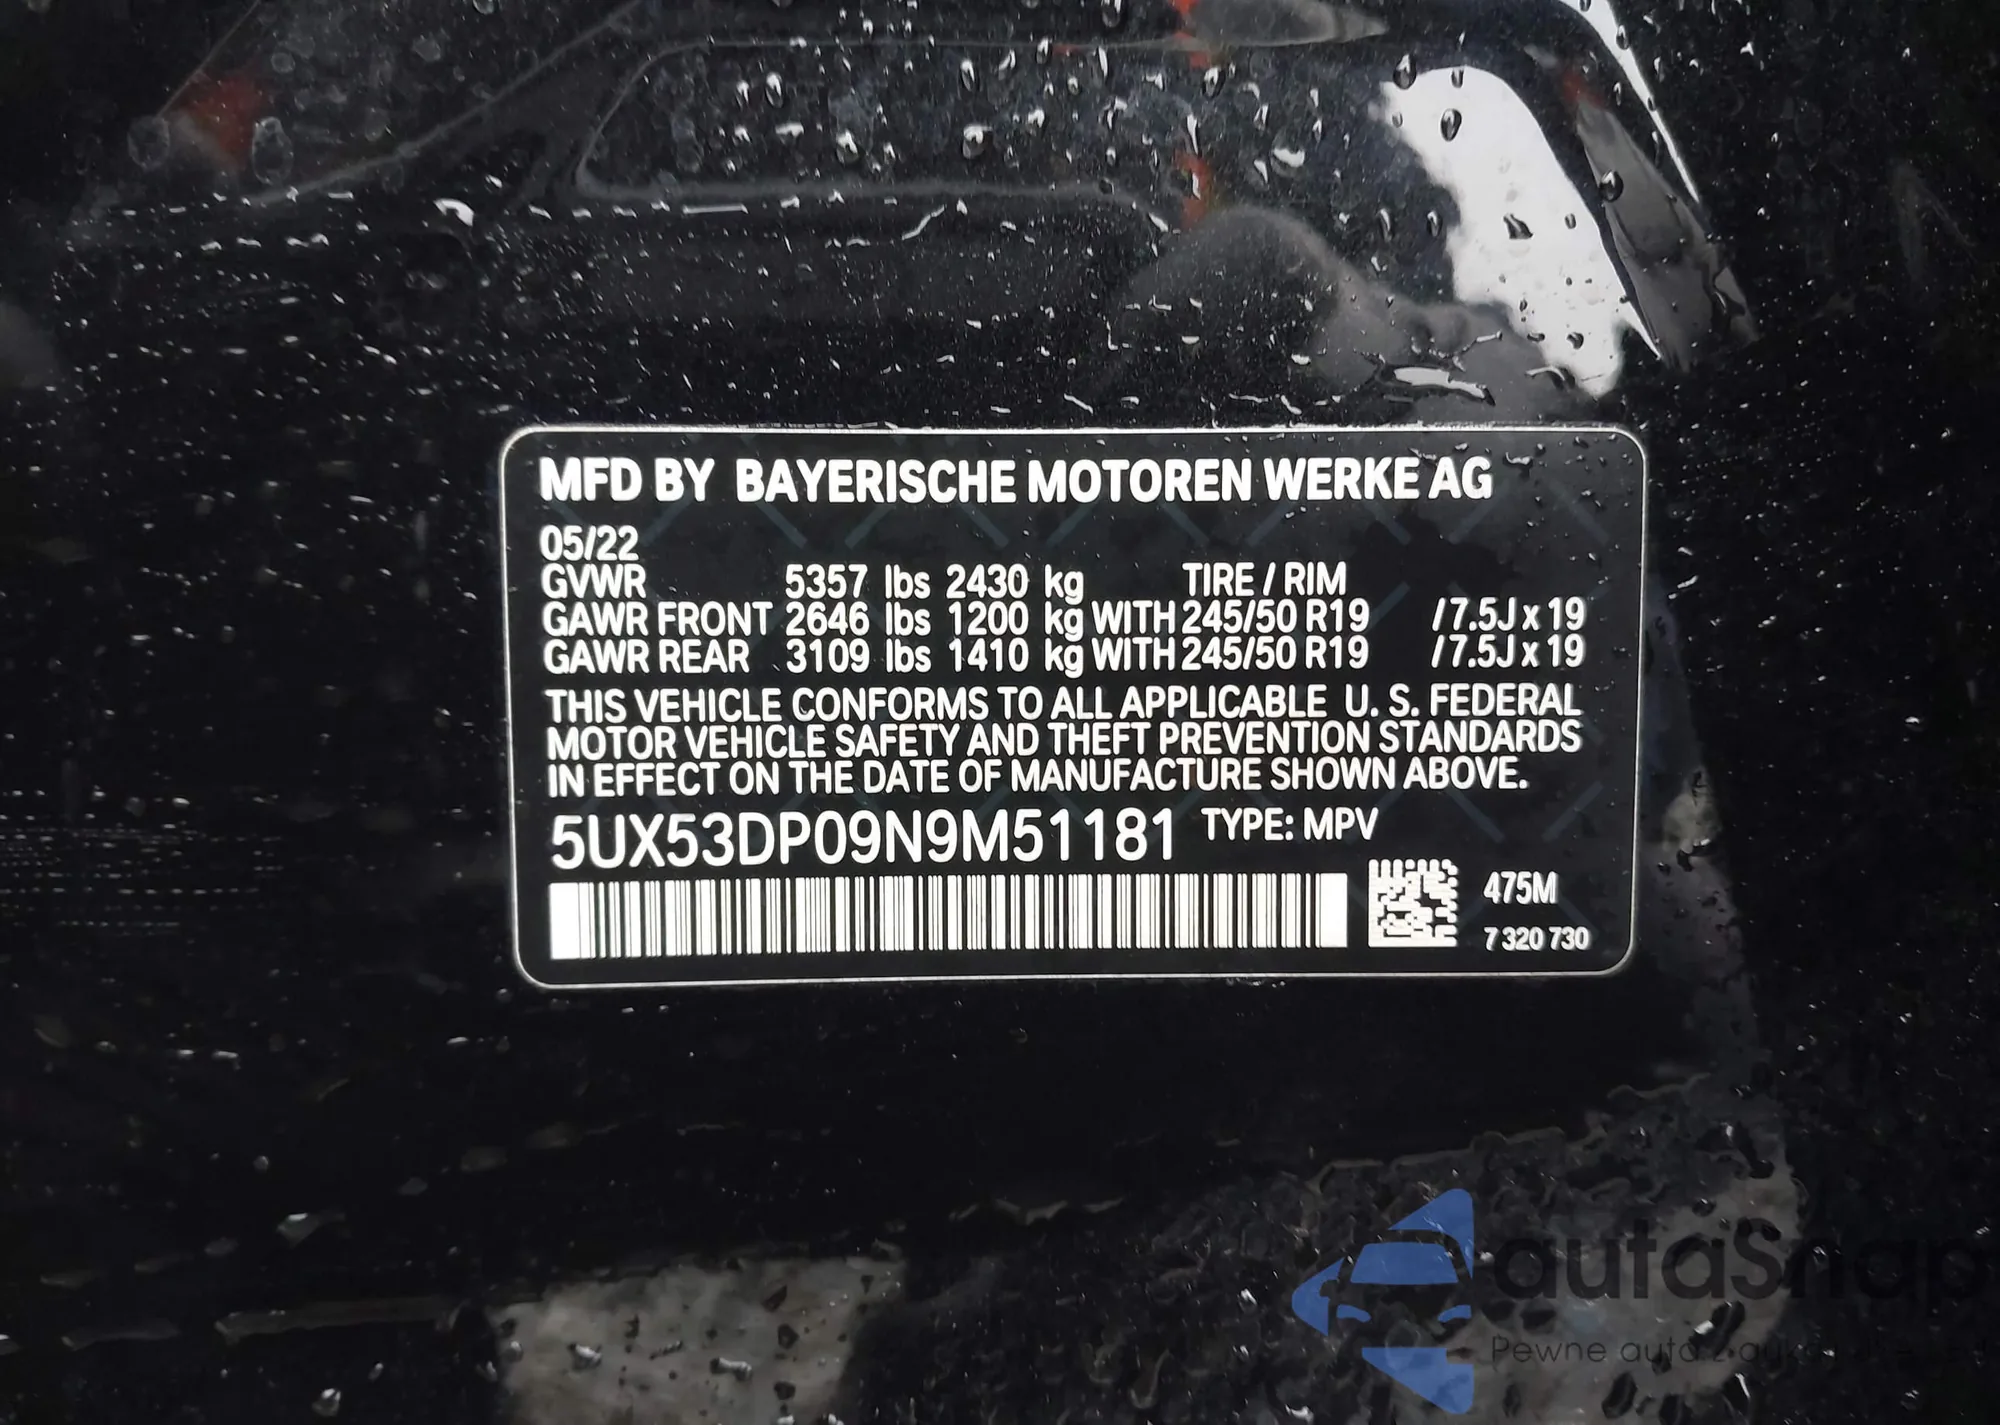 MFD BY BAYERISCHE MOTOREN WERKE AG
05/22
GVWR 5357 lbs 2430 kg TIRE / RIM
GAWR FRONT 2646 lbs 1200 kg WITH 245/50 R19 /7.5J x 19
GAWR REAR 3109 lbs 1410 kg WITH 245/50 R19 /7.5J x 19
THIS VEHICLE CONFORMS TO ALL APPLICABLE U. S. FEDERAL
MOTOR VEHICLE SAFETY AND THEFT PREVENTION STANDARDS
IN EFFECT ON THE DATE OF MANUFACTURE SHOWN ABOVE.
5UX53DP09N9M51181 TYPE: MPV
475M
7 320 730
autaSnap
Pewne auta z